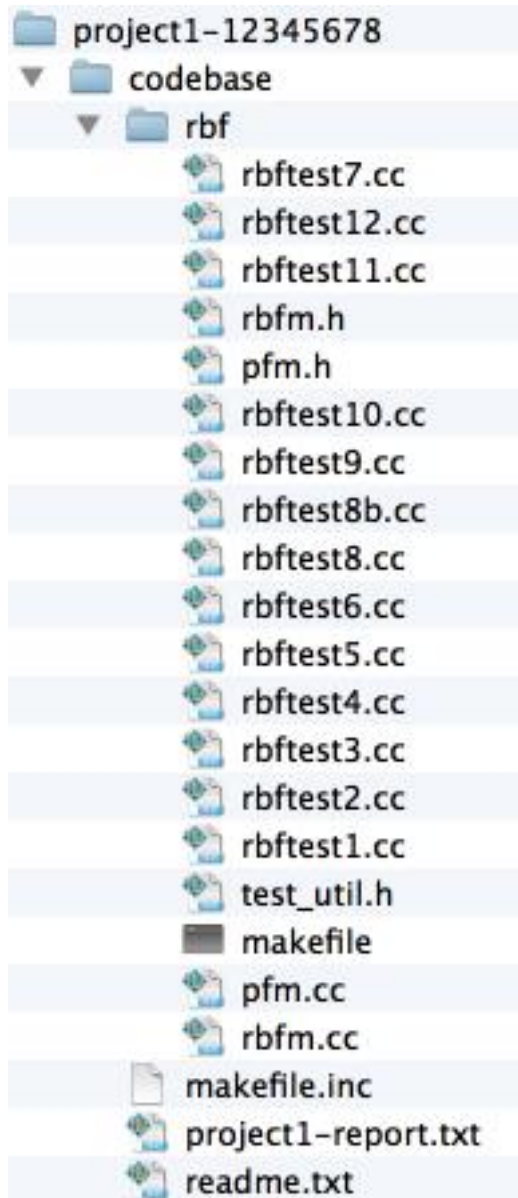 project1-12345678
codebase
rbf
rbftest7.cc
rbftest12.cc
rbftest11.cc
rbfm.h
pfm.h
rbftest10.cc
rbftest9.cc
rbftest8b.cc
rbftest8.cc
rbftest6.cc
rbftest5.cc
rbftest4.cc
rbftest3.cc
rbftest2.cc
rbftest1.cc
test_util.h
makefile
pfm.cc
rbfm.cc
makefile.inc
project1-report.txt
readme.txt